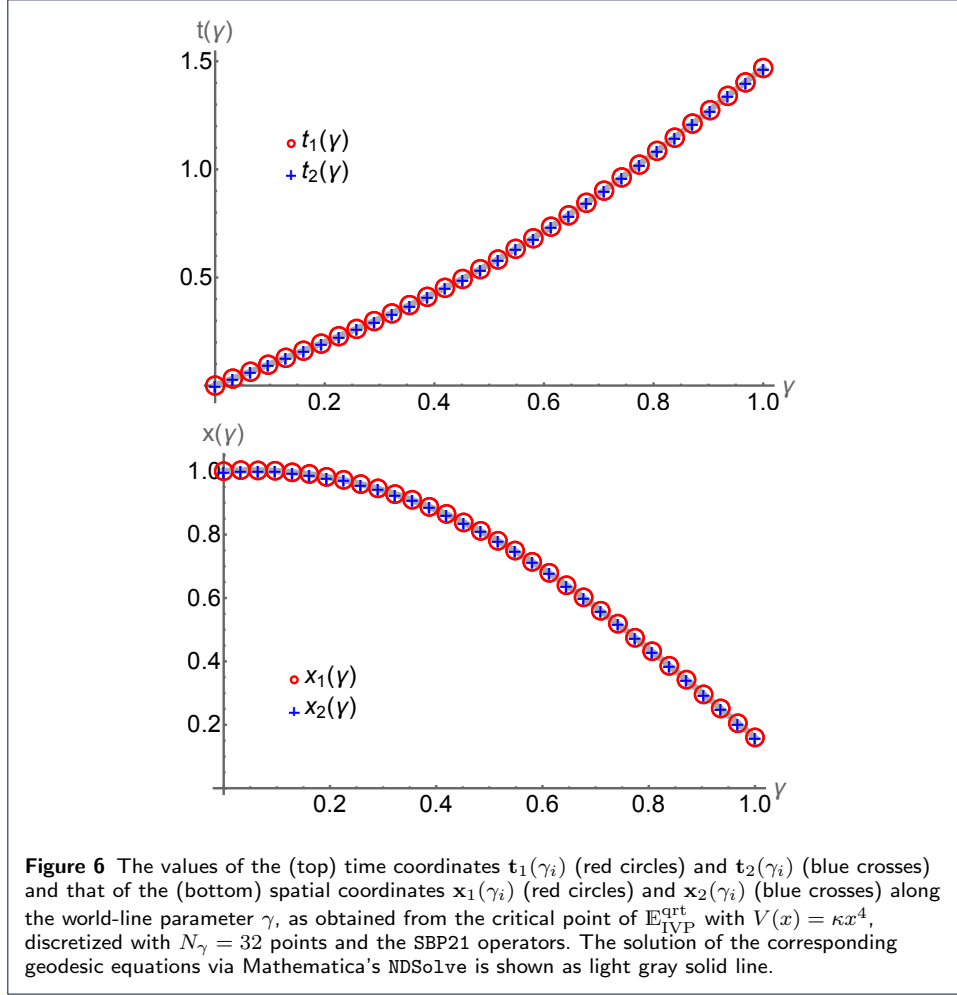 t(γ)
1.5
1.0
0.5
t₁(γ)
t₂(γ)
0.2 0.4 0.6 0.8 1.0
γ
x(γ)
1.0
0.8
0.6
0.4
0.2
x₁(γ)
x₂(γ)
0.2 0.4 0.6 0.8 1.0
γ
Figure 6 The values of the (top) time coordinates t₁(γᵢ) (red circles) and t₂(γᵢ) (blue crosses)
and that of the (bottom) spatial coordinates x₁(γᵢ) (red circles) and x₂(γᵢ) (blue crosses) along
the world-line parameter γ, as obtained from the critical point of 𝔼^qrt_IVP with V(x) = κx⁴,
discretized with N_γ = 32 points and the SBP21 operators. The solution of the corresponding
geodesic equations via Mathematica's NDSolve is shown as light gray solid line.